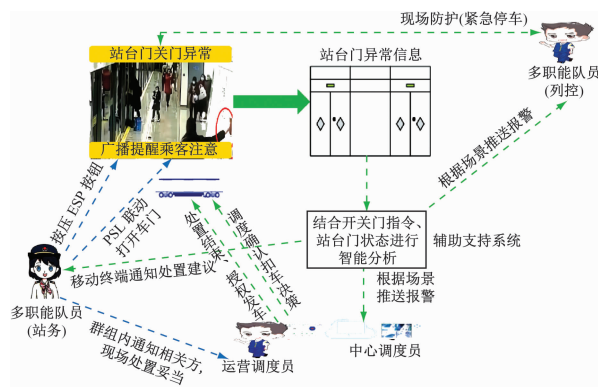 现场防护(紧急停车)
站台门关门异常
站台门异常信息
多职能队员
(列控)
广播提醒乘客注意
根据场景推送报警
按压 ESP 按钮
PSL 联动
打开车门
处置结束、授权发车
调度确认扣车决策
结合开关门指令、
站台门状态进行
智能分析
辅助支持系统
移动终端通知处置建议
根据场景
推送报警
多职能队员
(站务)
群组内通知相关方,
现场处置妥当
运营调度员
中心调度员